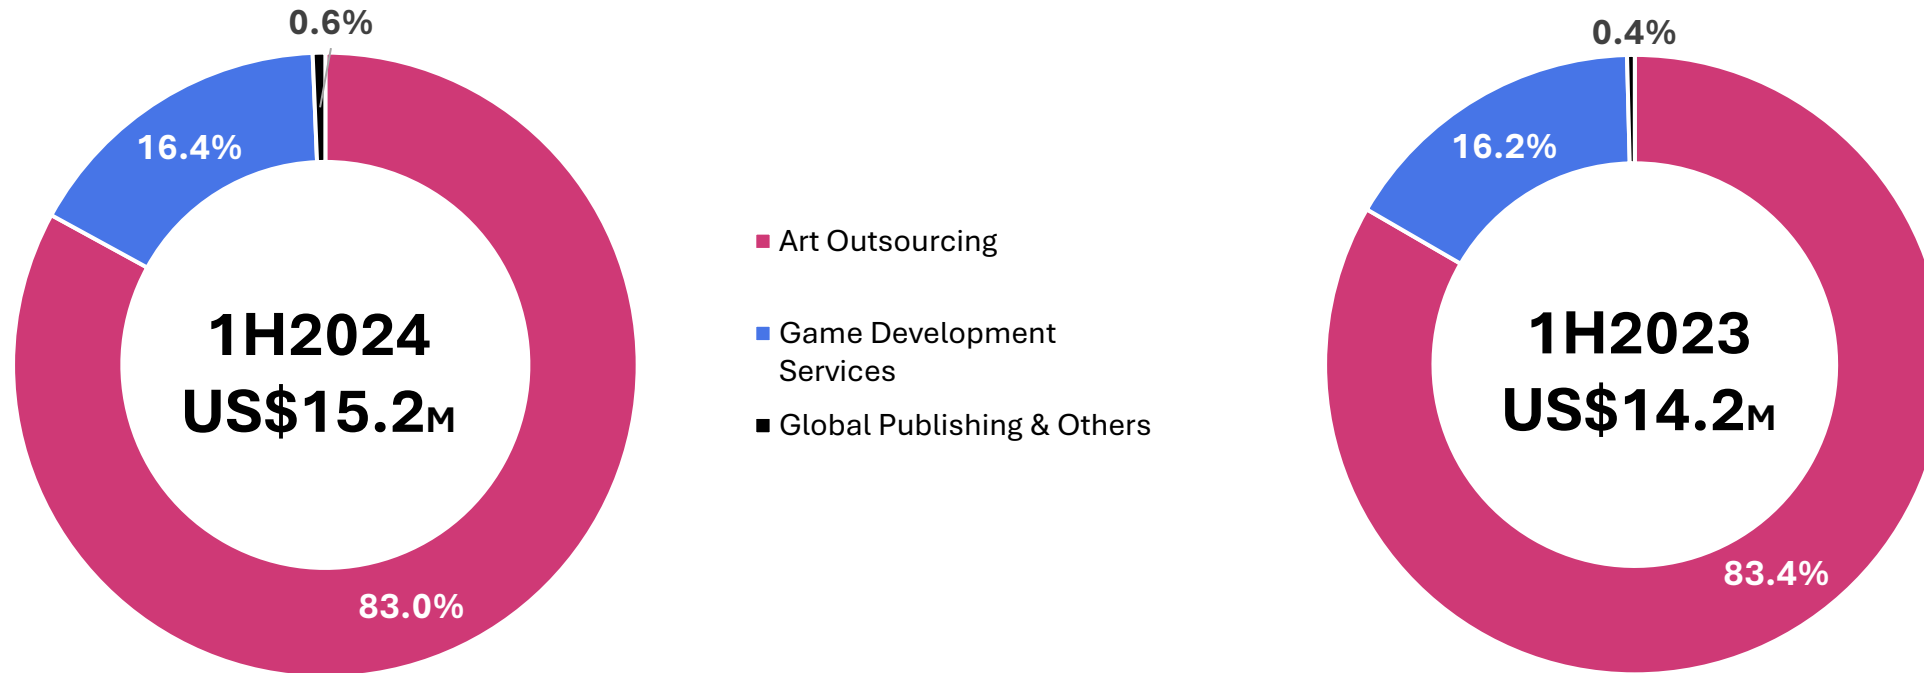 0.6%
16.4%
1H2024
US$15.2M
83.0%
Art Outsourcing
Game Development
Services
Global Publishing & Others
0.4%
16.2%
1H2023
US$14.2M
83.4%